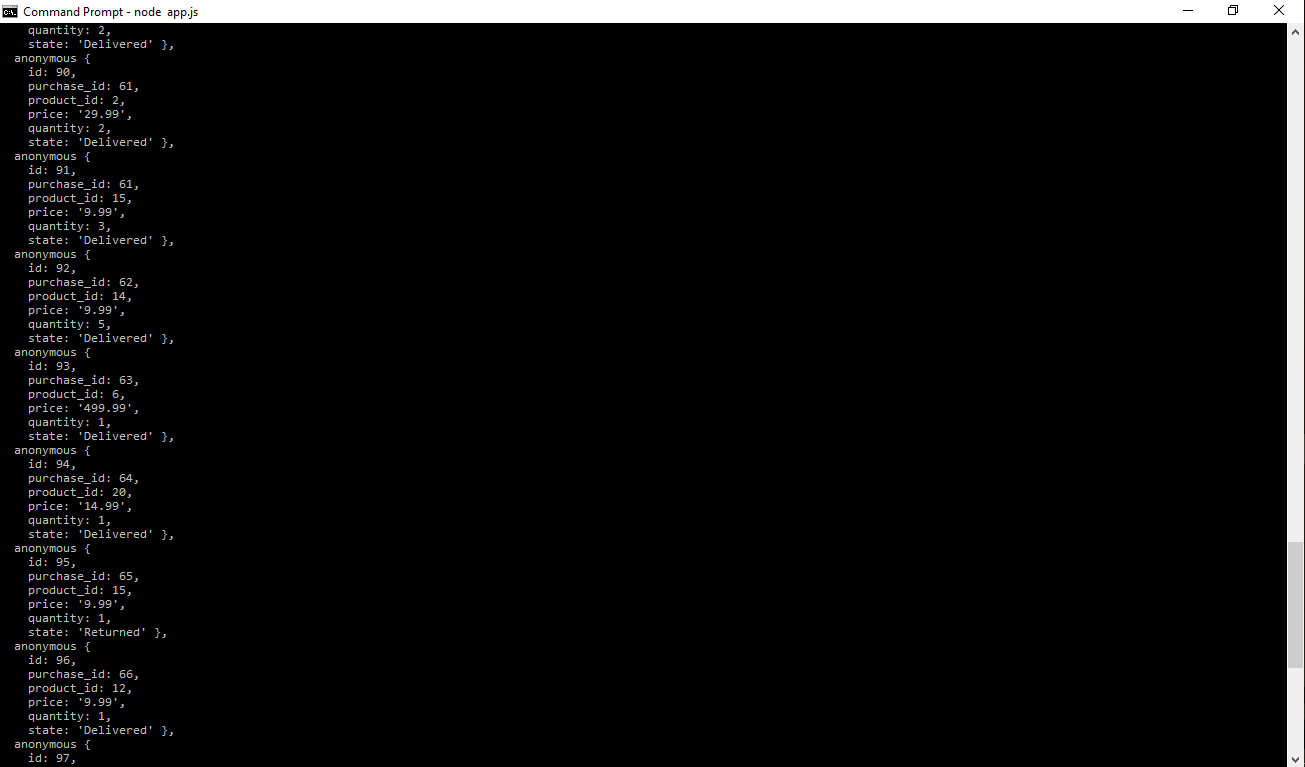 Command Prompt - node app.js
quantity: 2,
state: 'Delivered' },
anonymous {
id: 90,
purchase_id: 61,
product_id: 2,
price: '29.99',
quantity: 2,
state: 'Delivered' },
anonymous {
id: 91,
purchase_id: 61,
product_id: 15,
price: '9.99',
quantity: 3,
state: 'Delivered' },
anonymous {
id: 92,
purchase_id: 62,
product_id: 14,
price: '9.99',
quantity: 5,
state: 'Delivered' },
anonymous {
id: 93,
purchase_id: 63,
product_id: 6,
price: '499.99',
quantity: 1,
state: 'Delivered' },
anonymous {
id: 94,
purchase_id: 64,
product_id: 20,
price: '14.99',
quantity: 1,
state: 'Delivered' },
anonymous {
id: 95,
purchase_id: 65,
product_id: 15,
price: '9.99',
quantity: 1,
state: 'Returned' },
anonymous {
id: 96,
purchase_id: 66,
product_id: 12,
price: '9.99',
quantity: 1,
state: 'Delivered' },
anonymous {
id: 97,